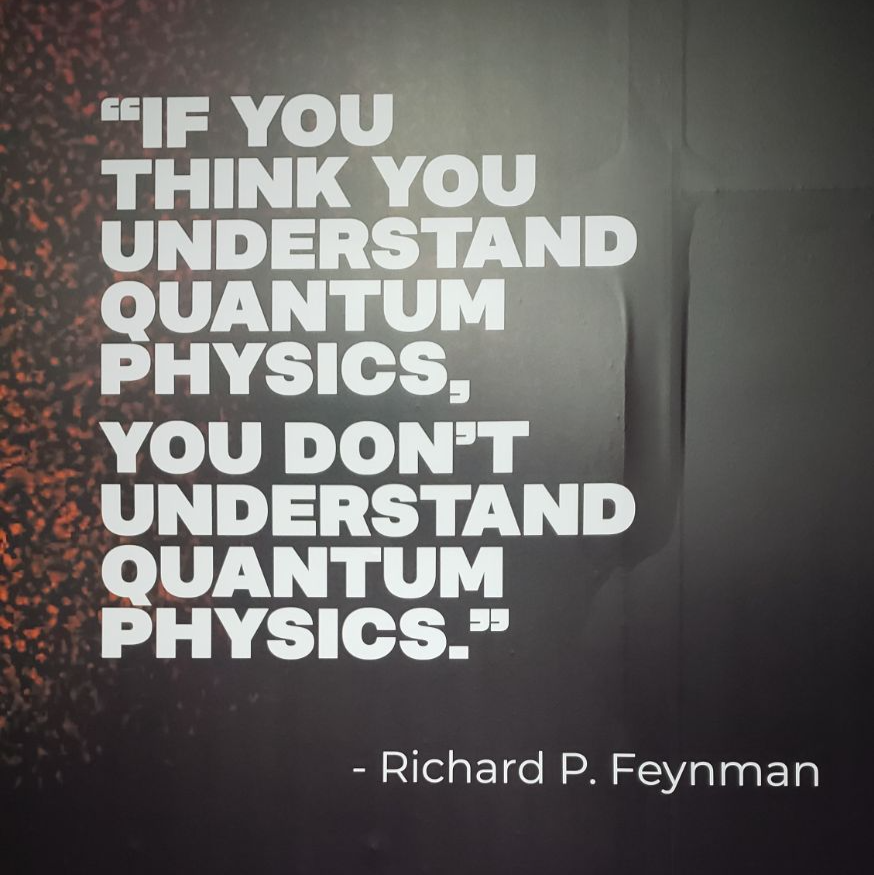 “IF YOU
THINK YOU
UNDERSTAND
QUANTUM
PHYSICS,
YOU DON’T
UNDERSTAND
QUANTUM
PHYSICS.”
- Richard P. Feynman